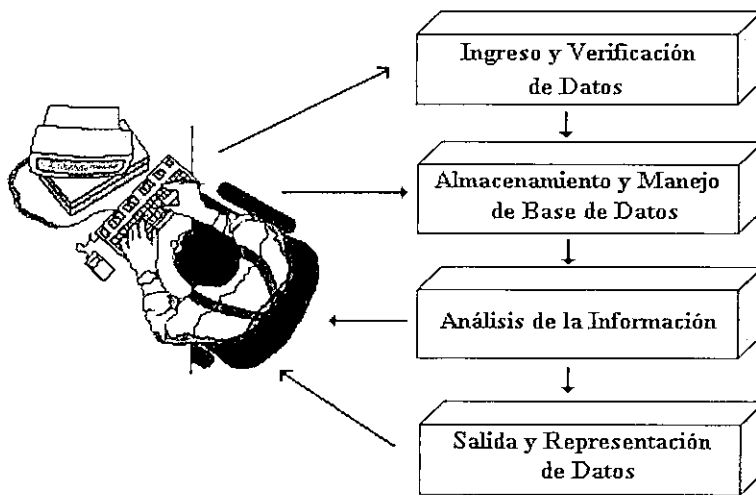 Ingreso y Verificación
de Datos
Almacenamiento y Manejo
de Base de Datos
Análisis de la Información
Salida y Representación
de Datos